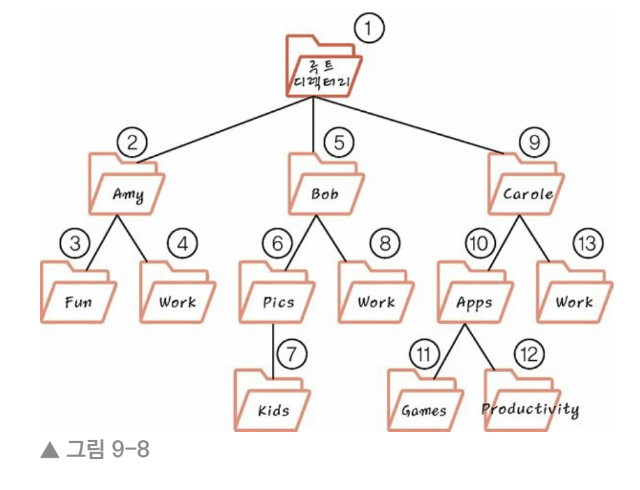 ①
루트
디렉터리
② ⑤ ⑨
Amy Bob Carole
③ ④ ⑥ ⑧ ⑩ ⑬
Fun Work Pics Work Apps Work
⑦ ⑪ ⑫
Kids Games Productivity
▲ 그림 9-8